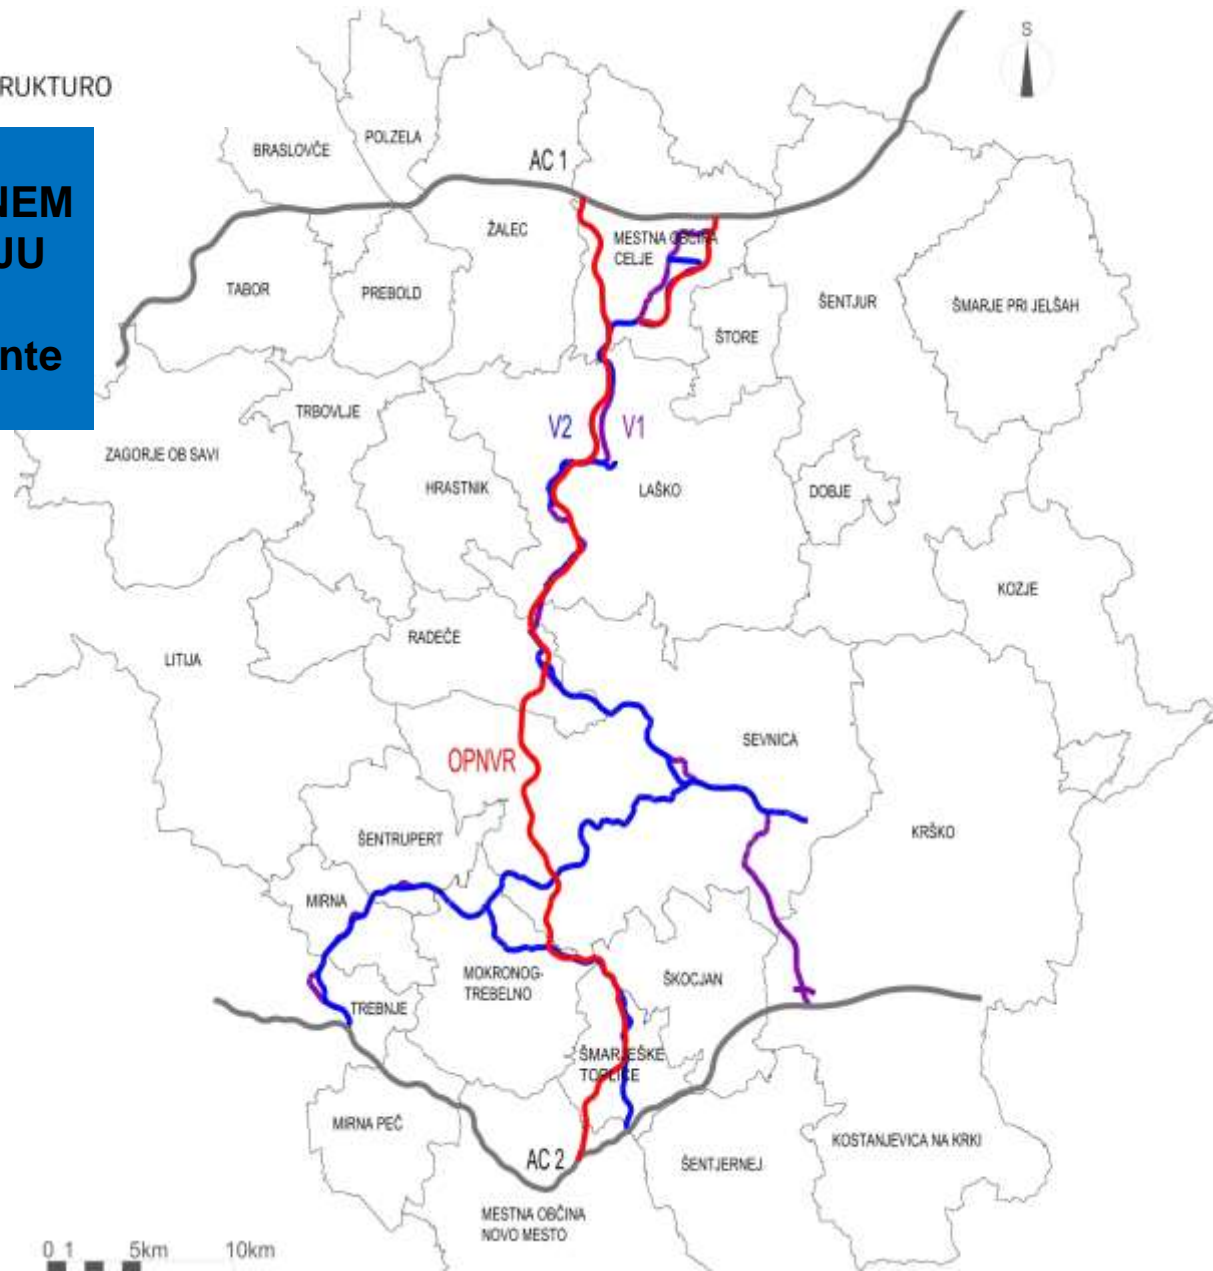 S
RUKTURO
NEM
JU
nte
POLZELA
BRASLOVČE
AC 1
ŽALEC
MESTNA OBČINA
CELJE
TABOR
PREBOLD
ŠENTJUR
ŠMARJE PRI JELŠAH
ŠTORE
TRBOVLJE
V2
V1
ZAGORJE OB SAVI
HRASTNIK
LAŠKO
DOBJE
KOZJE
RADEČE
LITIJA
SEVNICA
OPNVR
KRŠKO
ŠENTRUPERT
MIRNA
MOKRONOG-
TREBELNO
ŠKOCJAN
TREBNJE
ŠMARJEŠKE
TOPLICE
MIRNA PEČ
KOSTANJEVICA NA KRKI
AC 2
ŠENTJERNEJ
MESTNA OBČINA
NOVO MESTO
0 1 5km 10km